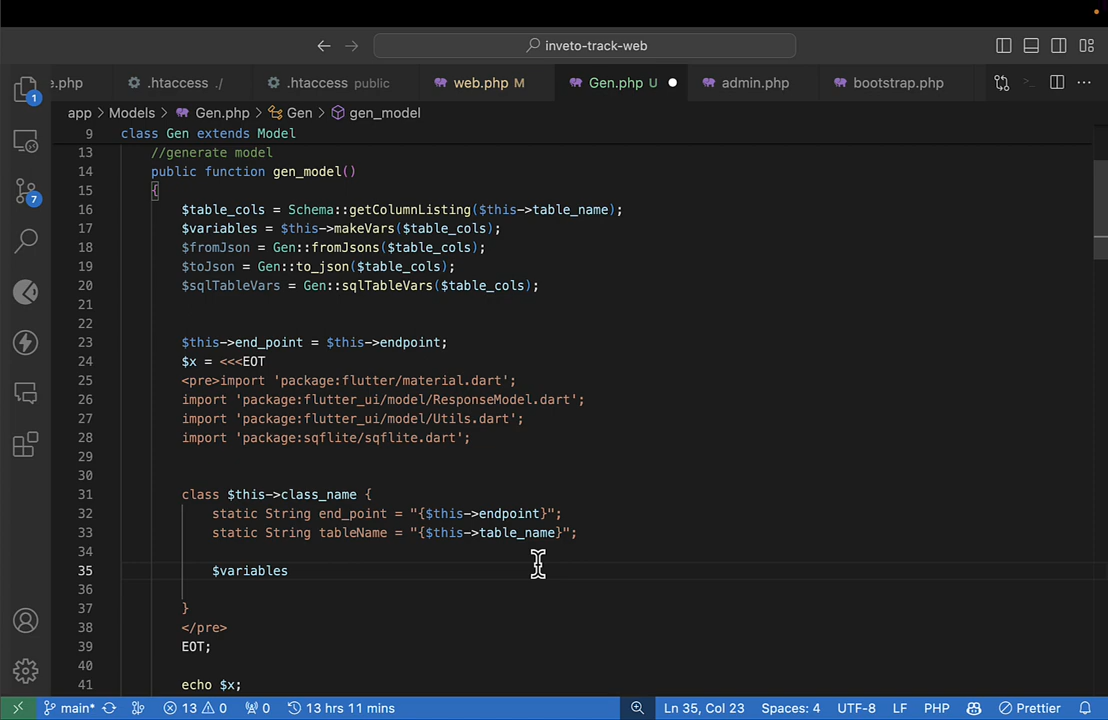 inveto-track-web
e.php
.htaccess ./
.htaccess public
web.php M
Gen.php U
admin.php
bootstrap.php
app > Models > Gen.php > Gen > gen_model
9 class Gen extends Model
13 //generate model
14 public function gen_model()
15 {
16 $table_cols = Schema::getColumnListing($this->table_name);
17 $variables = $this->makeVars($table_cols);
18 $fromJson = Gen::fromJsons($table_cols);
19 $toJson = Gen::to_json($table_cols);
20 $sqlTableVars = Gen::sqlTableVars($table_cols);
21
22
23 $this->end_point = $this->endpoint;
24 $x = <<<EOT
25 <pre>import 'package:flutter/material.dart';
26 import 'package:flutter_ui/model/ResponseModel.dart';
27 import 'package:flutter_ui/model/Utils.dart';
28 import 'package:sqflite/sqflite.dart';
29
30
31 class $this->class_name {
32 static String end_point = "{$this->endpoint}";
33 static String tableName = "{$this->table_name}";
34
35 $variables
36
37 }
38 </pre>
39 EOT;
40
41 echo $x;
1
7
main* 13 0 0 13 hrs 11 mins Ln 35, Col 23 Spaces: 4 UTF-8 LF PHP Prettier